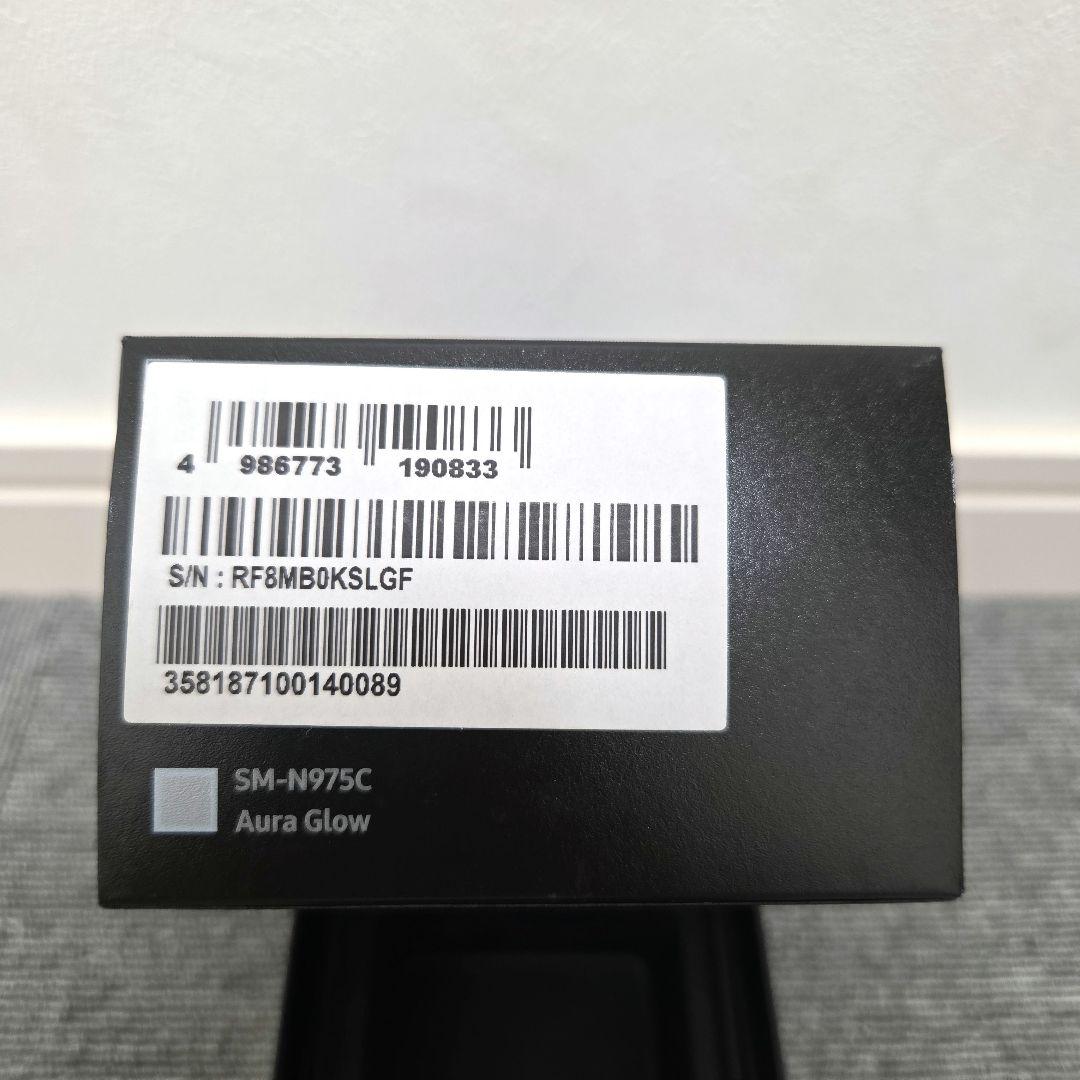 4 986773 190833
S/N : RF8MB0KSLGF
358187100140089
SM-N975C
Aura Glow